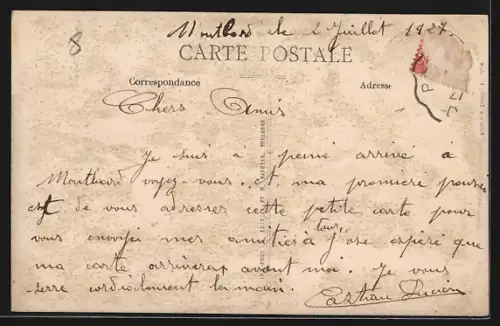 8
Montbard le 2 Juillet 1927.
CARTE POSTALE
Correspondance
Adresse
Chers Amis
Je suis à peine arrivé à
Montbard voyez-vous et ma première pensée
est de vous adresser cette petite carte pour
vous envoyer mes amitiés à tous, j'ose espéré que
ma carte arrivera avant moi. Je vous
serre cordialement la main.
Lucien